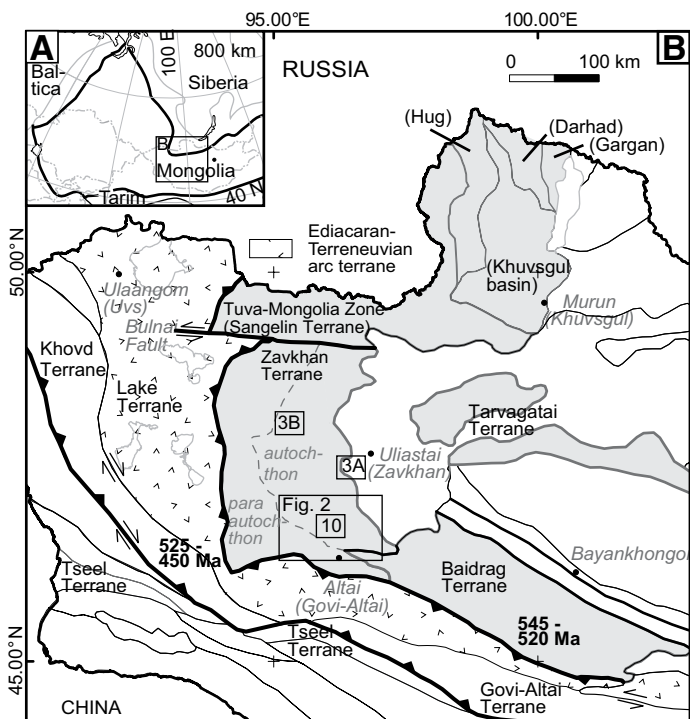 95.00°E
100.00°E
A
B
800 km
100 E
Bal-
tica
Siberia
B
Mongolia
Tarim
40 N
RUSSIA
0
100 km
(Hug)
(Darhad)
(Gargan)
Ediacaran-
Terreneuvian
arc terrane
50.00°N
Ulaangom
(Uvs)
Bulnai
Fault
Tuva-Mongolia Zone
(Sangelin Terrane)
(Khuvsgul
basin)
Murun
(Khuvsgul)
Khovd
Terrane
Lake
Terrane
Zavkhan
Terrane
Tarvagatai
Terrane
3B
3A
Uliastai
(Zavkhan)
autoch-
thon
para
autoch-
thon
Fig. 2
10
525 -
450 Ma
Bayankhongor
Tseel
Terrane
Altai
(Govi-Altai)
Baidrag
Terrane
545 -
520 Ma
Tseel
Terrane
45.00°N
Govi-Altai
Terrane
CHINA